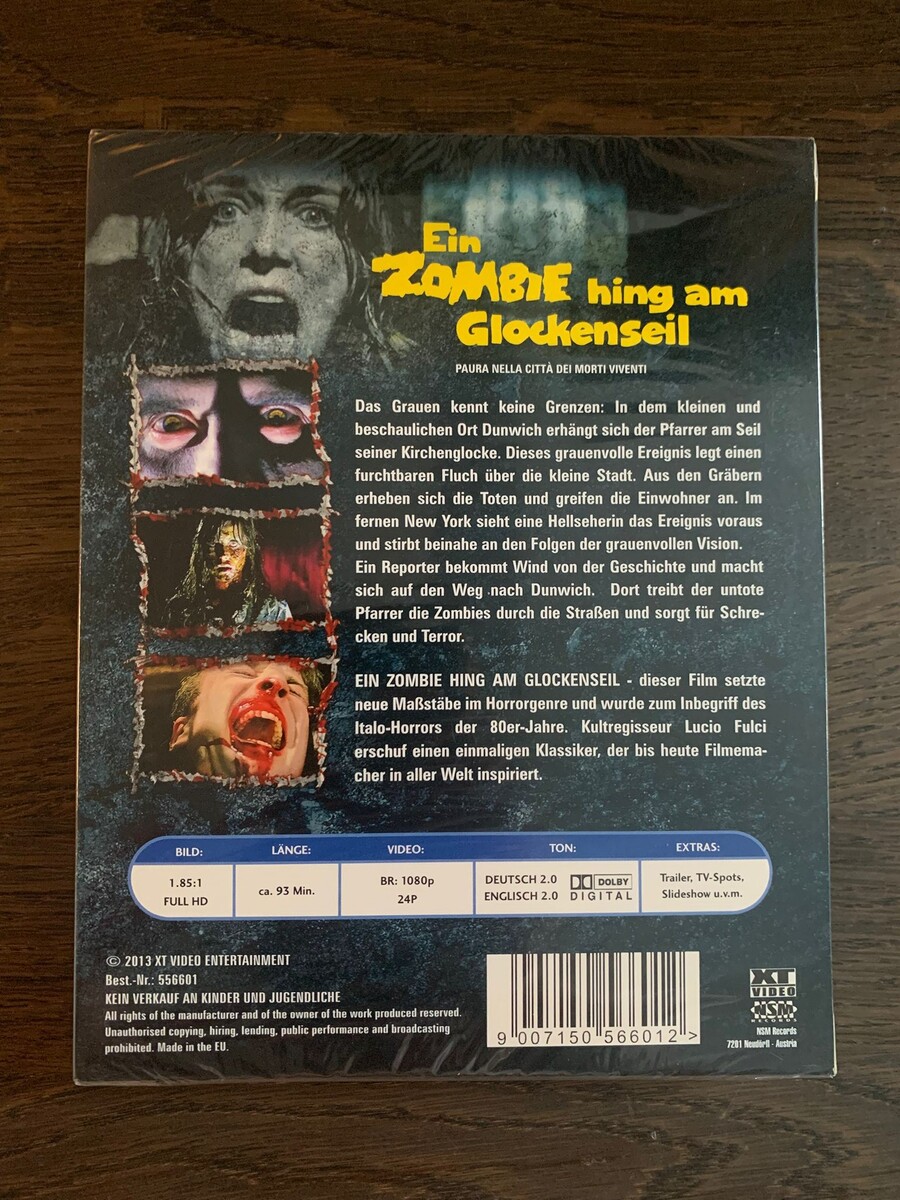 Ein
ZOMBIE hing am
Glockenseil
PAURA NELLA CITTÀ DEI MORTI VIVENTI
Das Grauen kennt keine Grenzen: In dem kleinen und
beschaulichen Ort Dunwich erhängt sich der Pfarrer am Seil
seiner Kirchenglocke. Dieses grauenvolle Ereignis legt einen
furchtbaren Fluch über die kleine Stadt. Aus den Gräbern
erheben sich die Toten und greifen die Einwohner an. Im
fernen New York sieht eine Hellseherin das Ereignis voraus
und stirbt beinahe an den Folgen der grauenvollen Vision.
Ein Reporter bekommt Wind von der Geschichte und macht
sich auf den Weg nach Dunwich. Dort treibt der untote
Pfarrer die Zombies durch die Straßen und sorgt für Schre-
cken und Terror.
EIN ZOMBIE HING AM GLOCKENSEIL - dieser Film setzte
neue Maßstäbe im Horrorgenre und wurde zum Inbegriff des
Italo-Horrors der 80er-Jahre. Kultregisseur Lucio Fulci
erschuf einen einmaligen Klassiker, der bis heute Filmema-
cher in aller Welt inspiriert.
BILD: LÄNGE: VIDEO: TON: EXTRAS:
1.85:1
FULL HD
ca. 93 Min.
BR: 1080p
24P
DEUTSCH 2.0
ENGLISCH 2.0
DOLBY
DIGITAL
Trailer, TV-Spots,
Slideshow u.v.m.
© 2013 XT VIDEO ENTERTAINMENT
Best.-Nr.: 556601
KEIN VERKAUF AN KINDER UND JUGENDLICHE
All rights of the manufacturer and of the owner of the work produced reserved.
Unauthorised copying, hiring, lending, public performance and broadcasting
prohibited. Made in the EU.
9 007150 566012 >
XT
VIDEO
NSM
RECORDS
NSM Records
7201 Neudörfl - Austria